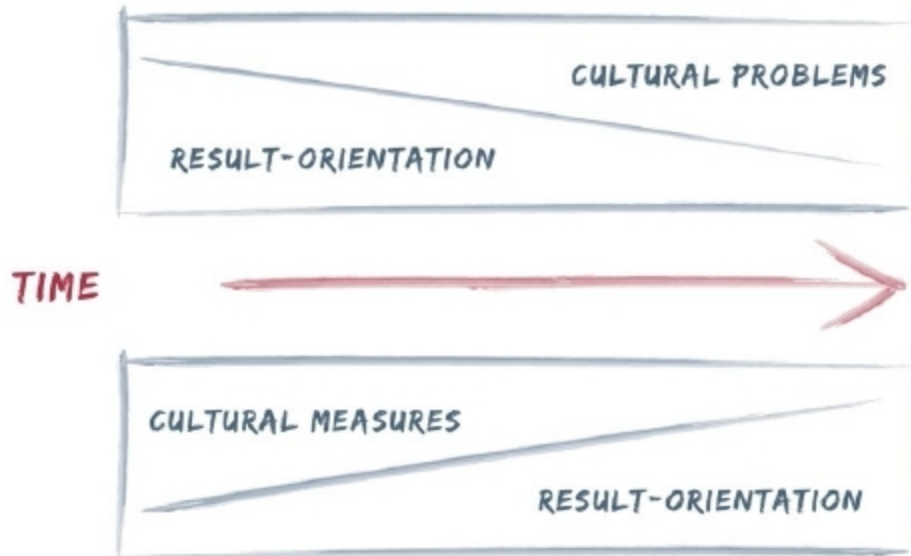 CULTURAL PROBLEMS
RESULT-ORIENTATION
TIME
CULTURAL MEASURES
RESULT-ORIENTATION